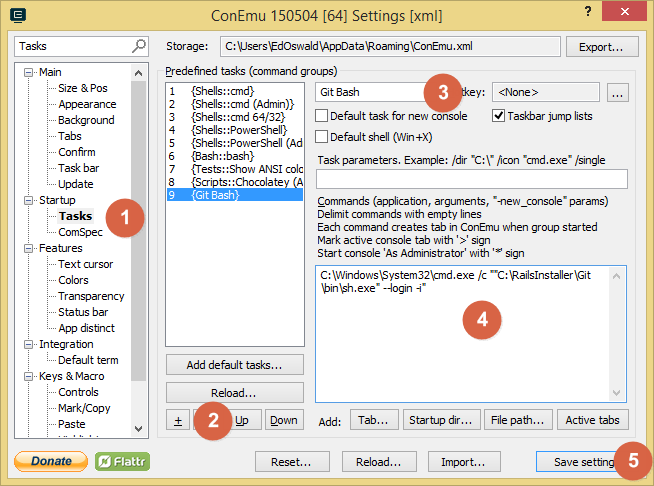 ConEmu 150504 [64] Settings [xml]
Tasks
Storage: C:\Users\EdOswald\AppData\Roaming\ConEmu.xml Export...
Main
Size & Pos
Appearance
Background
Tabs
Confirm
Task bar
Update
Startup
Tasks
ComSpec
Features
Text cursor
Colors
Transparency
Status bar
App distinct
Integration
Default term
Keys & Macro
Controls
Mark/Copy
Paste
1
Predefined tasks (command groups)
1 {Shells::cmd}
2 {Shells::cmd (Admin)}
3 {Shells::cmd 64/32}
4 {Shells::PowerShell}
5 {Shells::PowerShell (Ad
6 {Bash::bash}
7 {Tests::Show ANSI colo
8 {Scripts::Chocolatey (A
9 {Git Bash}
Add default tasks...
Reload...
+ 2 Up Down
Git Bash 3 tkey: <None> ...
Default task for new console Taskbar jump lists
Default shell (Win+X)
Task parameters. Example: /dir "C:\" /icon "cmd.exe" /single
Commands (application, arguments, "-new_console" params)
Delimit commands with empty lines
Each command creates tab in ConEmu when group started
Mark active console tab with '>' sign
Start console 'As Administrator' with '*' sign
C:\Windows\System32\cmd.exe /c ""C:\RailsInstaller\Git
\bin\sh.exe" --login -i"
4
Add: Tab... Startup dir... File path... Active tabs
Donate Flattr Reset... Reload... Import... Save setting 5